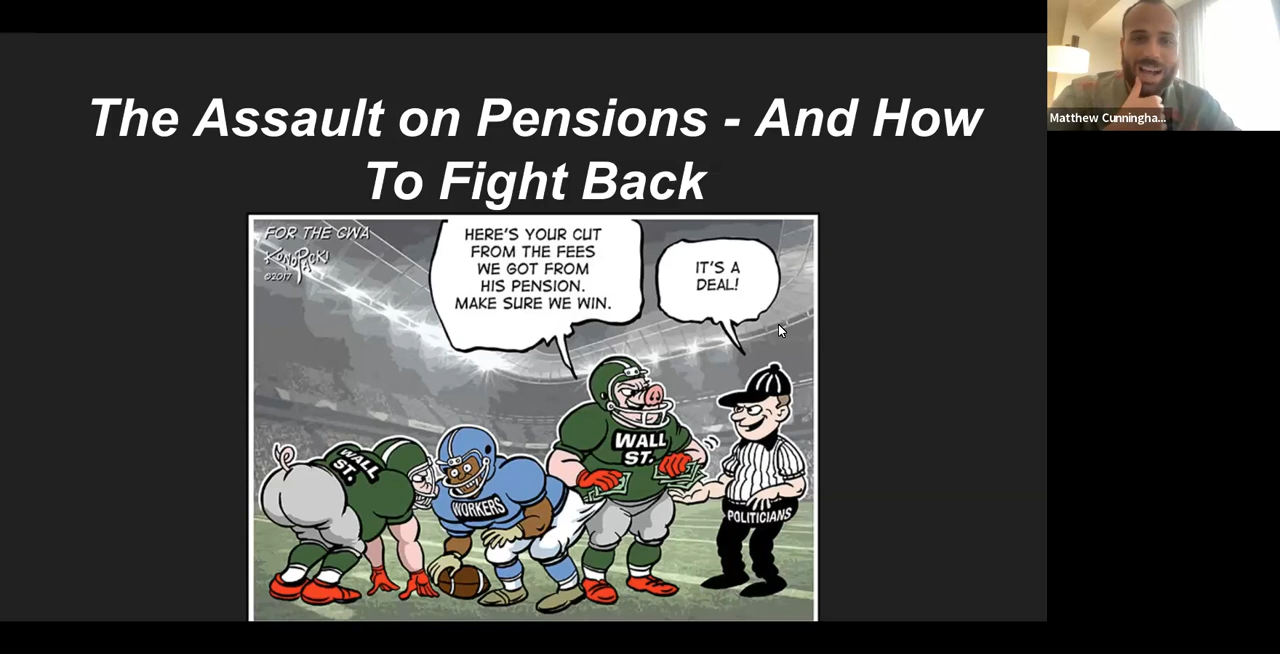 The Assault on Pensions - And How
To Fight Back
FOR THE CWA
KONOPACKI
©2017
HERE'S YOUR CUT
FROM THE FEES
WE GOT FROM
HIS PENSION.
MAKE SURE WE WIN.
IT'S A
DEAL!
WALL
ST.
WORKERS
WALL
ST.
POLITICIANS
Matthew Cunningha...